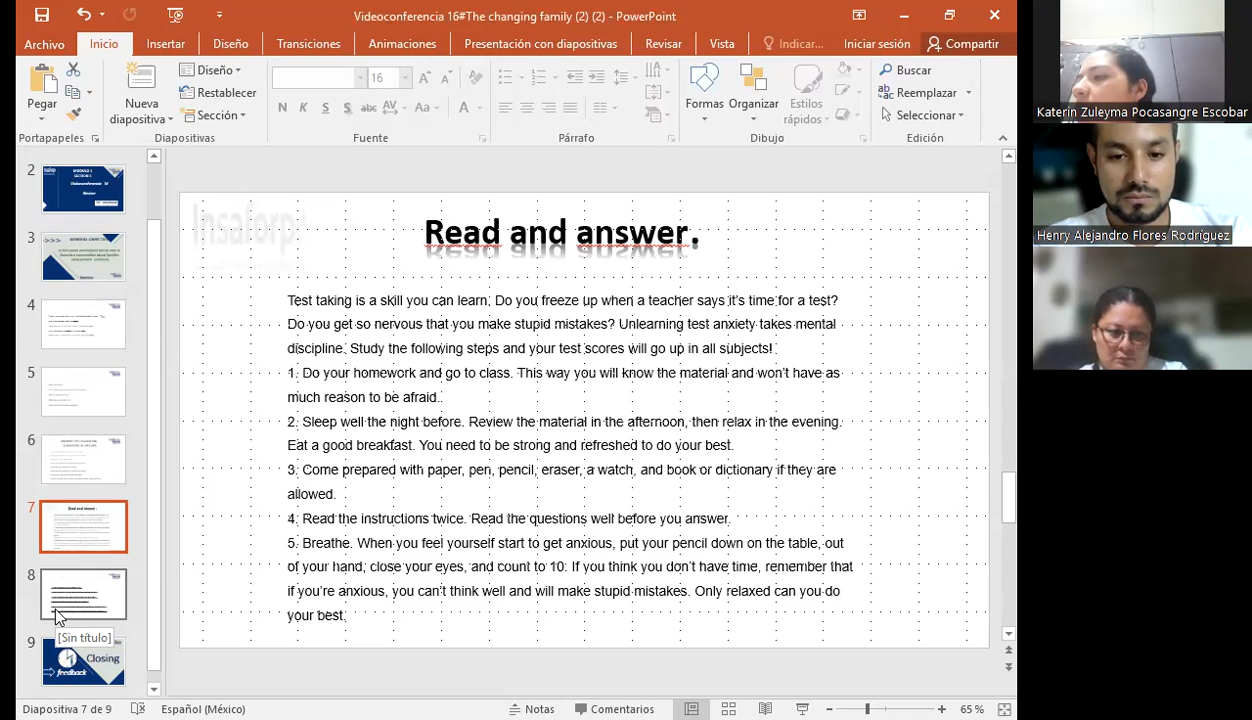 Videoconferencia 16#The changing family (2) (2) - PowerPoint
Archivo Inicio Insertar Diseño Transiciones Animaciones Presentación con diapositivas Revisar Vista Indicar... Iniciar sesión Compartir
Pegar
Nueva diapositiva
Diseño
Restablecer
Sección
16
N K S S abc AV Aa A
Formas
Organizar
Estilos rápidos
Buscar
Reemplazar
Seleccionar
Portapapeles Diapositivas Fuente Párrafo Dibujo Edición
2
3
4
5
6
7
8
[Sin título]
9
Closing
feedback
Insaforp
Read and answer.
Test taking is a skill you can learn. Do you freeze up when a teacher says it's time for a test?
Do you get so nervous that you make stupid mistakes? Unlearning test anxiety takes mental
discipline. Study the following steps and your test scores will go up in all subjects!
1. Do your homework and go to class. This way you will know the material and won't have as
much reason to be afraid.
2. Sleep well the night before. Review the material in the afternoon, then relax in the evening.
Eat a good breakfast. You need to be strong and refreshed to do your best.
3. Come prepared with paper, pen, pencil, eraser, a watch, and book or dictionary if they are
allowed.
4. Read the instructions twice. Read the questions well before you answer.
5. Breathe. When you feel yourself start to get anxious, put your pencil down on the table, out
of your hand, close your eyes, and count to 10. If you think you don't have time, remember that
if you're anxious, you can't think well and will make stupid mistakes. Only relaxed can you do
your best.
Diapositiva 7 de 9 Español (México) Notas Comentarios 65 %
Katerin Zuleyma Pocasangre Escobar
Henry Alejandro Flores Rodríguez